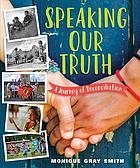 SPEAKING
OUR
TRUTH
A Journey of Reconciliation
MONIQUE GRAY SMITH